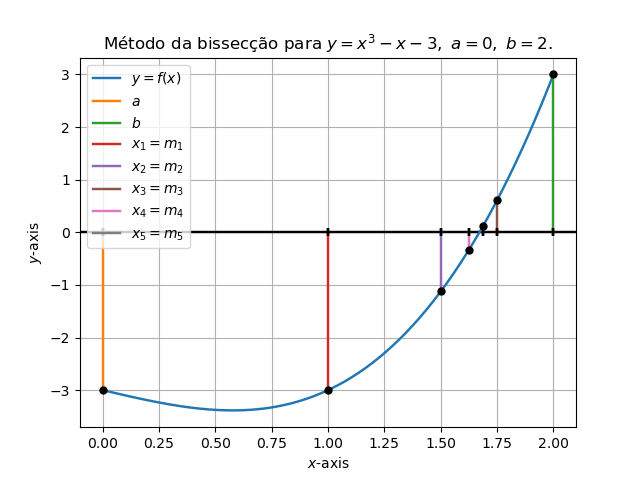 Método da bissecção para y = x³ − x − 3, a = 0, b = 2.
y = f(x)
a
b
x₁ = m₁
x₂ = m₂
x₃ = m₃
x₄ = m₄
x₅ = m₅
3
2
1
0
−1
−2
−3
y-axis
0.00 0.25 0.50 0.75 1.00 1.25 1.50 1.75 2.00
x-axis